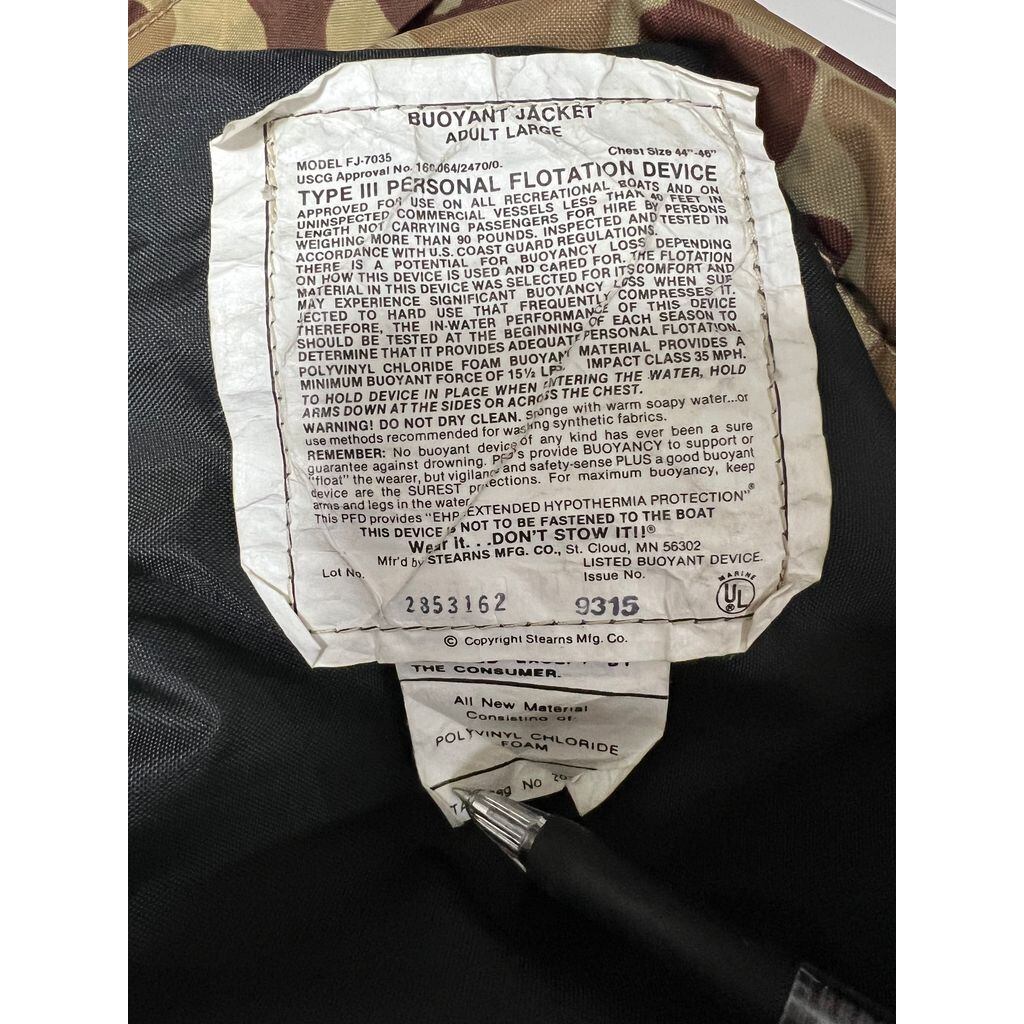 BUOYANT JACKET
ADULT LARGE
MODEL FJ-7035
Chest Size 44"-46"
USCG Approval No. 160.064/2470/0.
TYPE III PERSONAL FLOTATION DEVICE
APPROVED FOR USE ON ALL RECREATIONAL BOATS AND ON
UNINSPECTED COMMERCIAL VESSELS LESS THAN 40 FEET IN
LENGTH NOT CARRYING PASSENGERS FOR HIRE BY PERSONS
WEIGHING MORE THAN 90 POUNDS. INSPECTED AND TESTED IN
ACCORDANCE WITH U.S. COAST GUARD REGULATIONS.
THERE IS A POTENTIAL FOR BUOYANCY LOSS DEPENDING
ON HOW THIS DEVICE IS USED AND CARED FOR. THE FLOTATION
MATERIAL IN THIS DEVICE WAS SELECTED FOR ITS COMFORT AND
MAY EXPERIENCE SIGNIFICANT BUOYANCY LOSS WHEN SUB
JECTED TO HARD USE THAT FREQUENTLY COMPRESSES IT.
THEREFORE, THE IN-WATER PERFORMANCE OF THIS DEVICE
SHOULD BE TESTED AT THE BEGINNING OF EACH SEASON TO
DETERMINE THAT IT PROVIDES ADEQUATE PERSONAL FLOTATION.
POLYVINYL CHLORIDE FOAM BUOYANT MATERIAL PROVIDES A
MINIMUM BUOYANT FORCE OF 15½ LBS. IMPACT CLASS 35 MPH.
TO HOLD DEVICE IN PLACE WHEN ENTERING THE WATER, HOLD
ARMS DOWN AT THE SIDES OR ACROSS THE CHEST.
WARNING! DO NOT DRY CLEAN. Sponge with warm soapy water...or
use methods recommended for washing synthetic fabrics.
REMEMBER: No buoyant device of any kind has ever been a sure
guarantee against drowning. PFD's provide BUOYANCY to support or
"float" the wearer, but vigilance and safety-sense PLUS a good buoyant
device are the SUREST protections. For maximum buoyancy, keep
arms and legs in the water.
This PFD provides "EHP EXTENDED HYPOTHERMIA PROTECTION"®
THIS DEVICE IS NOT TO BE FASTENED TO THE BOAT
Wear it. . .DON'T STOW IT!!®
Mfr'd by STEARNS MFG. CO., St. Cloud, MN 56302
LISTED BUOYANT DEVICE.
Lot No.
Issue No.
2853162
9315
MARINE
UL ®
© Copyright Stearns Mfg. Co.
THE CONSUMER.
All New Material
Consisting of
POLYVINYL CHLORIDE
FOAM
No